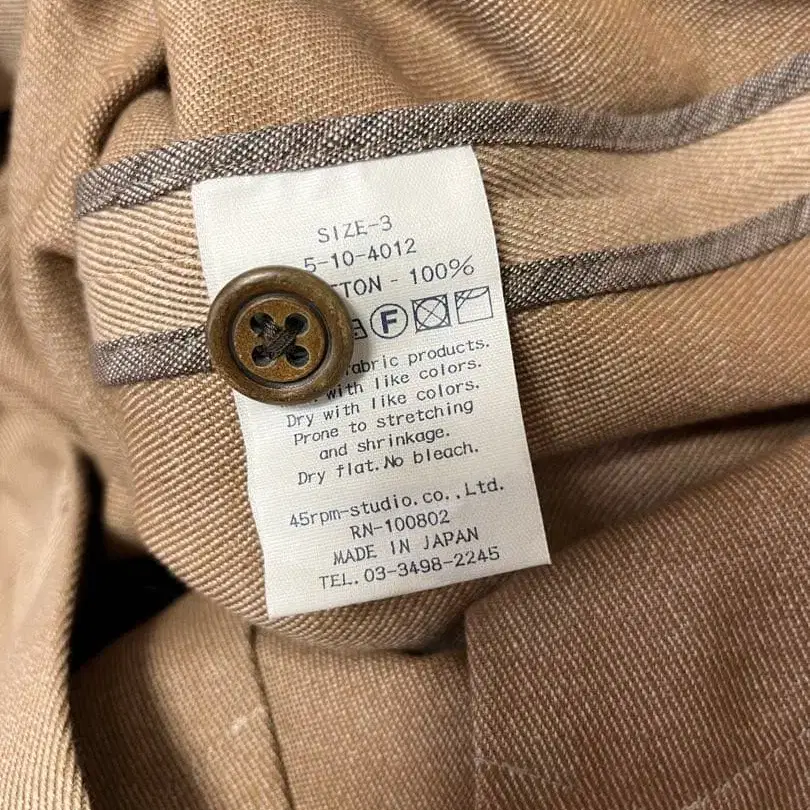 SIZE-3
5-10-4012
TTON - 100%
F
abric products.
with like colors.
Dry with like colors.
Prone to stretching
and shrinkage.
Dry flat. No bleach.
45rpm-studio.co.,Ltd.
RN-100802
MADE IN JAPAN
TEL. 03-3498-2245